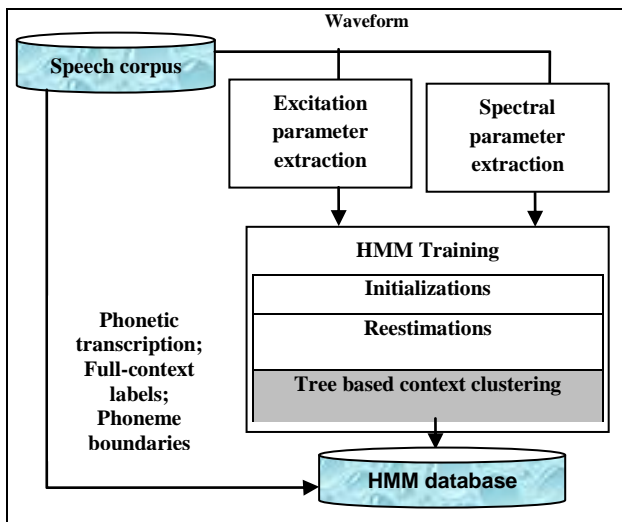 Waveform
Speech corpus
Excitation
parameter
extraction
Spectral
parameter
extraction
HMM Training
Initializations
Reestimations
Tree based context clustering
Phonetic
transcription;
Full-context
labels;
Phoneme
boundaries
HMM database